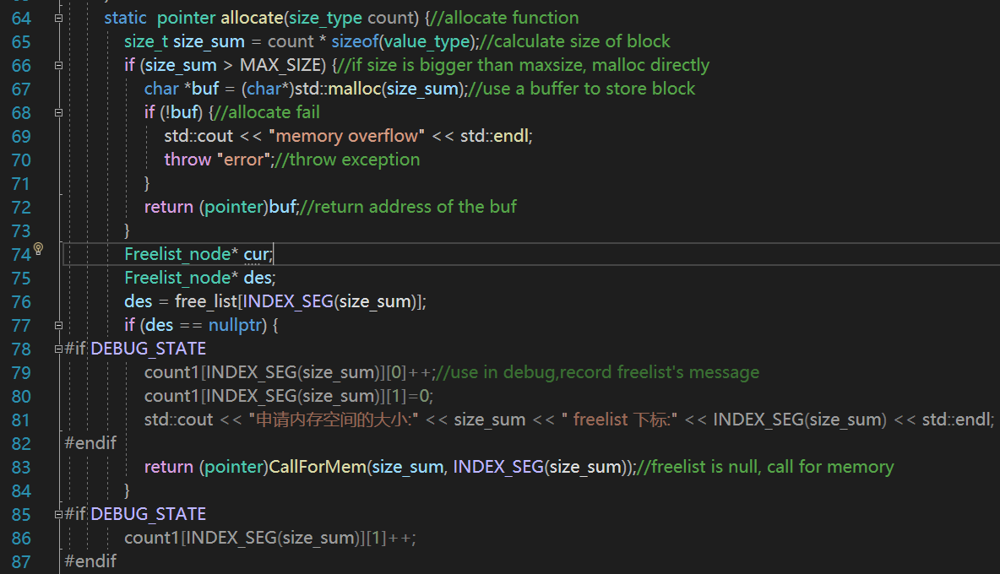 64 static pointer allocate(size_type count) {//allocate function
65 size_t size_sum = count * sizeof(value_type);//calculate size of block
66 if (size_sum > MAX_SIZE) {//if size is bigger than maxsize, malloc directly
67 char *buf = (char*)std::malloc(size_sum);//use a buffer to store block
68 if (!buf) {//allocate fail
69 std::cout << "memory overflow" << std::endl;
70 throw "error";//throw exception
71 }
72 return (pointer)buf;//return address of the buf
73 }
74 Freelist_node* cur;
75 Freelist_node* des;
76 des = free_list[INDEX_SEG(size_sum)];
77 if (des == nullptr) {
78 #if DEBUG_STATE
79 count1[INDEX_SEG(size_sum)][0]++;//use in debug,record freelist's message
80 count1[INDEX_SEG(size_sum)][1]=0;
81 std::cout << "申请内存空间的大小:" << size_sum << " freelist 下标:" << INDEX_SEG(size_sum) << std::endl;
82 #endif
83 return (pointer)CallForMem(size_sum, INDEX_SEG(size_sum));//freelist is null, call for memory
84 }
85 #if DEBUG_STATE
86 count1[INDEX_SEG(size_sum)][1]++;
87 #endif